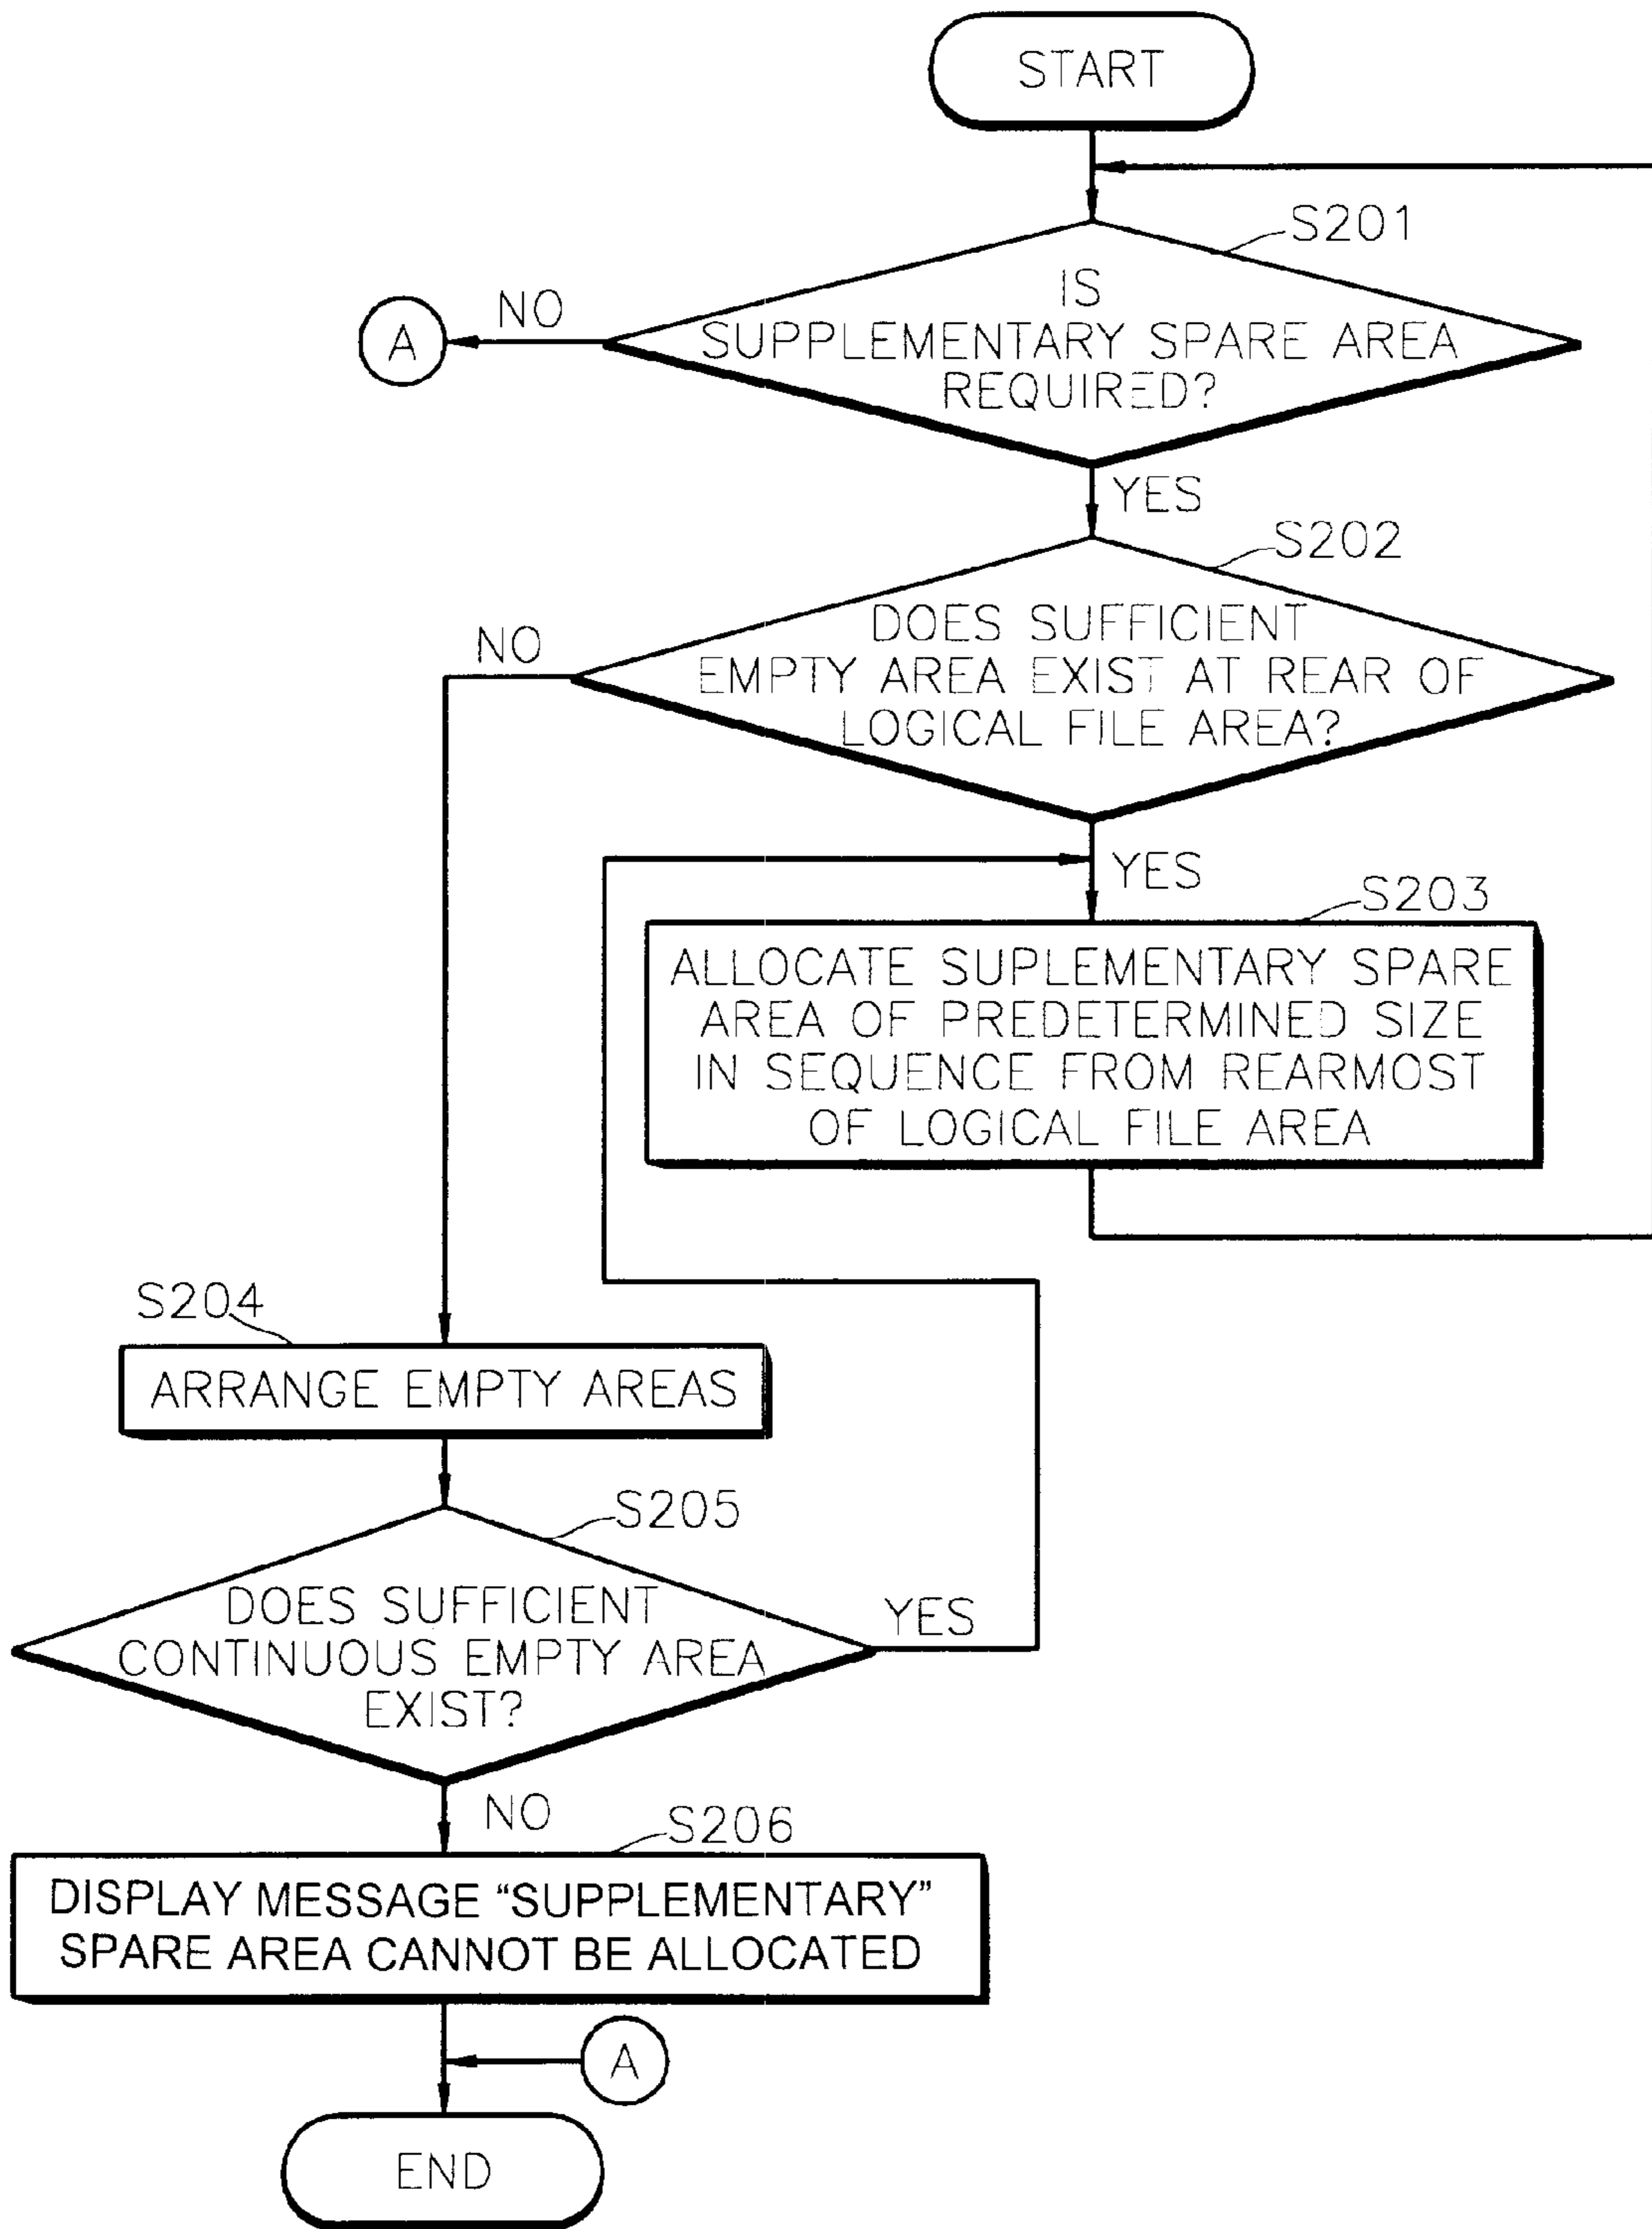 START
S201
IS
SUPPLEMENTARY SPARE AREA
REQUIRED?
NO
A
YES
S202
DOES SUFFICIENT
EMPTY AREA EXIST AT REAR OF
LOGICAL FILE AREA?
NO
YES
S203
ALLOCATE SUPLEMENTARY SPARE
AREA OF PREDETERMINED SIZE
IN SEQUENCE FROM REARMOST
OF LOGICAL FILE AREA
S204
ARRANGE EMPTY AREAS
S205
DOES SUFFICIENT
CONTINUOUS EMPTY AREA
EXIST?
YES
NO
S206
DISPLAY MESSAGE “SUPPLEMENTARY”
SPARE AREA CANNOT BE ALLOCATED
A
END